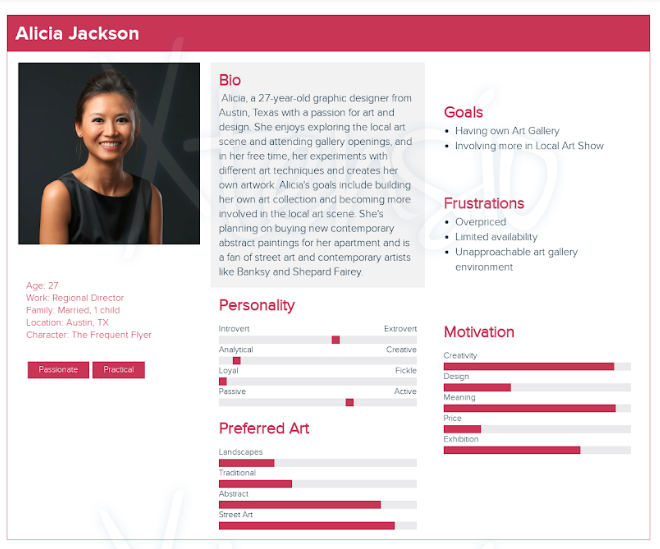 Alicia Jackson
Bio
Alicia, a 27-year-old graphic designer from
Austin, Texas with a passion for art and
design. She enjoys exploring the local art
scene and attending gallery openings, and
in her free time, her experiments with
different art techniques and creates her
own artwork. Alicia's goals include building
her own art collection and becoming more
involved in the local art scene. She's
planning on buying new contemporary
abstract paintings for her apartment and is
a fan of street art and contemporary artists
like Banksy and Shepard Fairey.
Age: 27
Work: Regional Director
Family: Married, 1 child
Location: Austin, TX
Character: The Frequent Flyer
Passionate Practical
Personality
Introvert Extrovert
Analytical Creative
Loyal Fickle
Passive Active
Preferred Art
Landscapes
Traditional
Abstract
Street Art
Goals
• Having own Art Gallery
• Involving more in Local Art Show
Frustrations
• Overpriced
• Limited availability
• Unapproachable art gallery
environment
Motivation
Creativity
Design
Meaning
Price
Exhibition